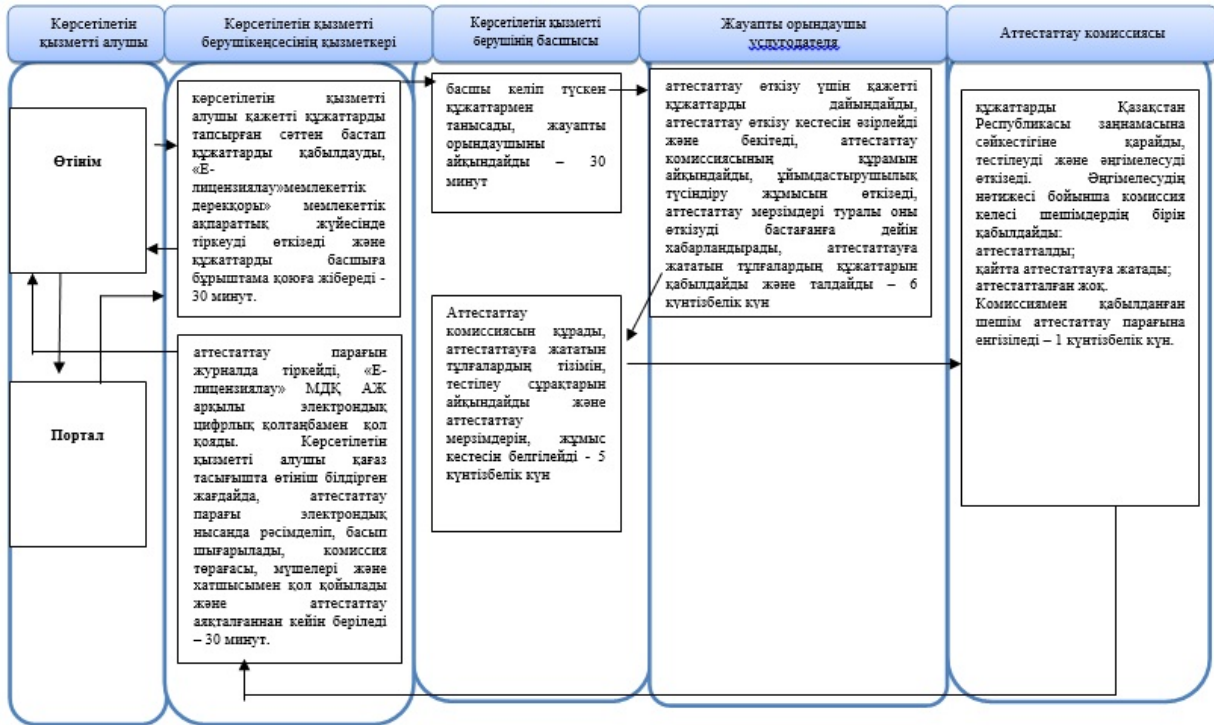 Көрсетілетін
қызметті алушы
Көрсетілетін қызметті
берушікеңсесінің қызметкері
Көрсетілетін қызметті
берушінің басшысы
Жауапты орындаушы
услугодателя
Аттестаттау комиссиясы
Өтінім
Портал
көрсетілетін қызметті
алушы қажетті құжаттарды
тапсырған сәттен бастап
құжаттарды қабылдауды,
«Е-
лицензиялау»мемлекеттік
дерекқоры» мемлекеттік
ақпараттық жүйесінде
тіркеуді өткізеді және
құжаттарды басшыға
бұрыштама қоюға жібереді -
30 минут.
аттестаттау парағын
журналда тіркейді, «Е-
лицензиялау» МДҚ АЖ
арқылы электрондық
цифрлық қолтаңбамен қол
қояды. Көрсетілетін
қызметті алушы қағаз
тасығышта өтініш білдірген
жағдайда, аттестаттау
парағы электрондық
нысанда рәсімделіп, басып
шығарылады, комиссия
төрағасы, мүшелері және
хатшысымен қол қойылады
және аттестаттау
аяқталғаннан кейін беріледі
– 30 минут.
басшы келіп түскен
құжаттармен
танысады, жауапты
орындаушыны
айқындайды – 30
минут
Аттестаттау
комиссиясын құрады,
аттестаттауға жататын
тұлғалардың тізімін,
тестілеу сұрақтарын
айқындайды және
аттестаттау
мерзімдерін, жұмыс
кестесін белгілейді - 5
күнтізбелік күн
аттестаттау өткізу үшін қажетті
құжаттарды дайындайды,
аттестаттау өткізу кестесін әзірлейді
және бекітеді, аттестаттау
комиссиясының құрамын
айқындайды, ұйымдастырушылық
түсіндіру жұмысын өткізеді,
аттестаттау мерзімдері туралы оны
өткізуді бастағанға дейін
хабарландырады, аттестаттауға
жататын тұлғалардың құжаттарын
қабылдайды және талдайды – 6
күнтізбелік күн
құжаттарды Қазақстан
Республикасы заңнамасына
сәйкестігіне қарайды,
тестілеуді және әңгімелесуді
өткізеді. Әңгімелесудің
нәтижесі бойынша комиссия
келесі шешімдердің бірін
қабылдайды:
аттестатталды;
қайтта аттестаттауға жатады;
аттестатталған жоқ.
Комиссиямен қабылданған
шешім аттестаттау парағына
енгізіледі – 1 күнтізбелік күн.